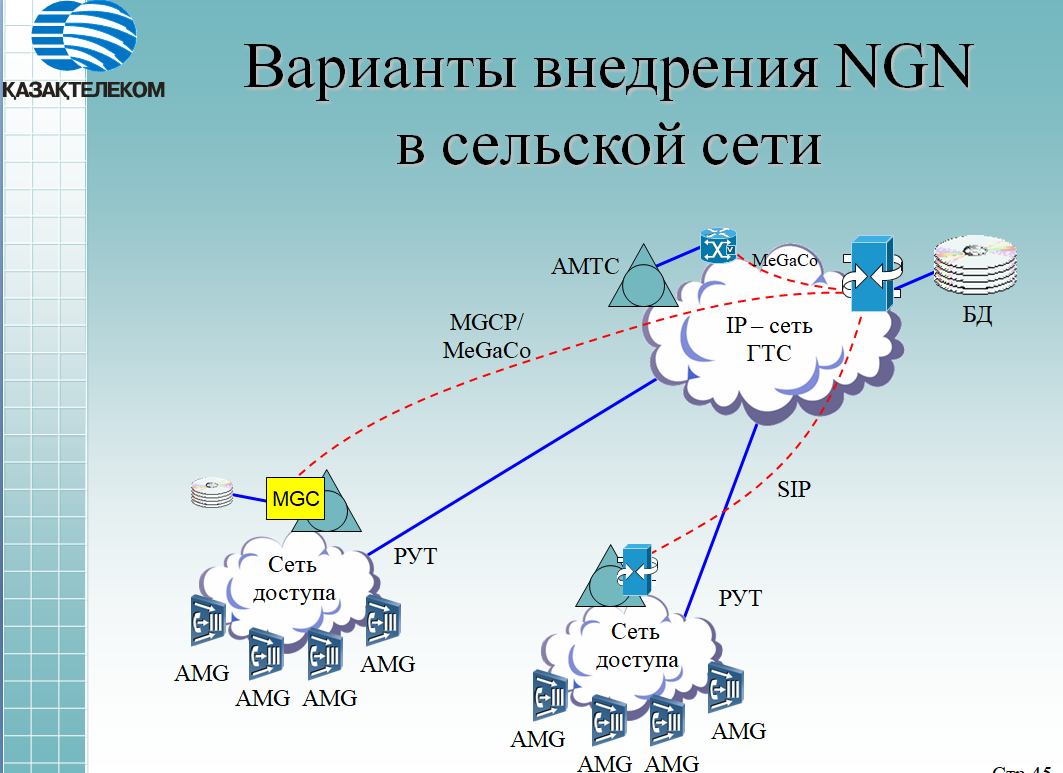 ҚАЗАҚТЕЛЕКОМ
Варианты внедрения NGN
в сельской сети
АМТС
MeGaCo
БД
IP – сеть
ГТС
MGCP/
MeGaCo
MGC
SIP
РУТ
Сеть
доступа
РУТ
Сеть
доступа
AMG
AMG
AMG
AMG
AMG
AMG
AMG
AMG